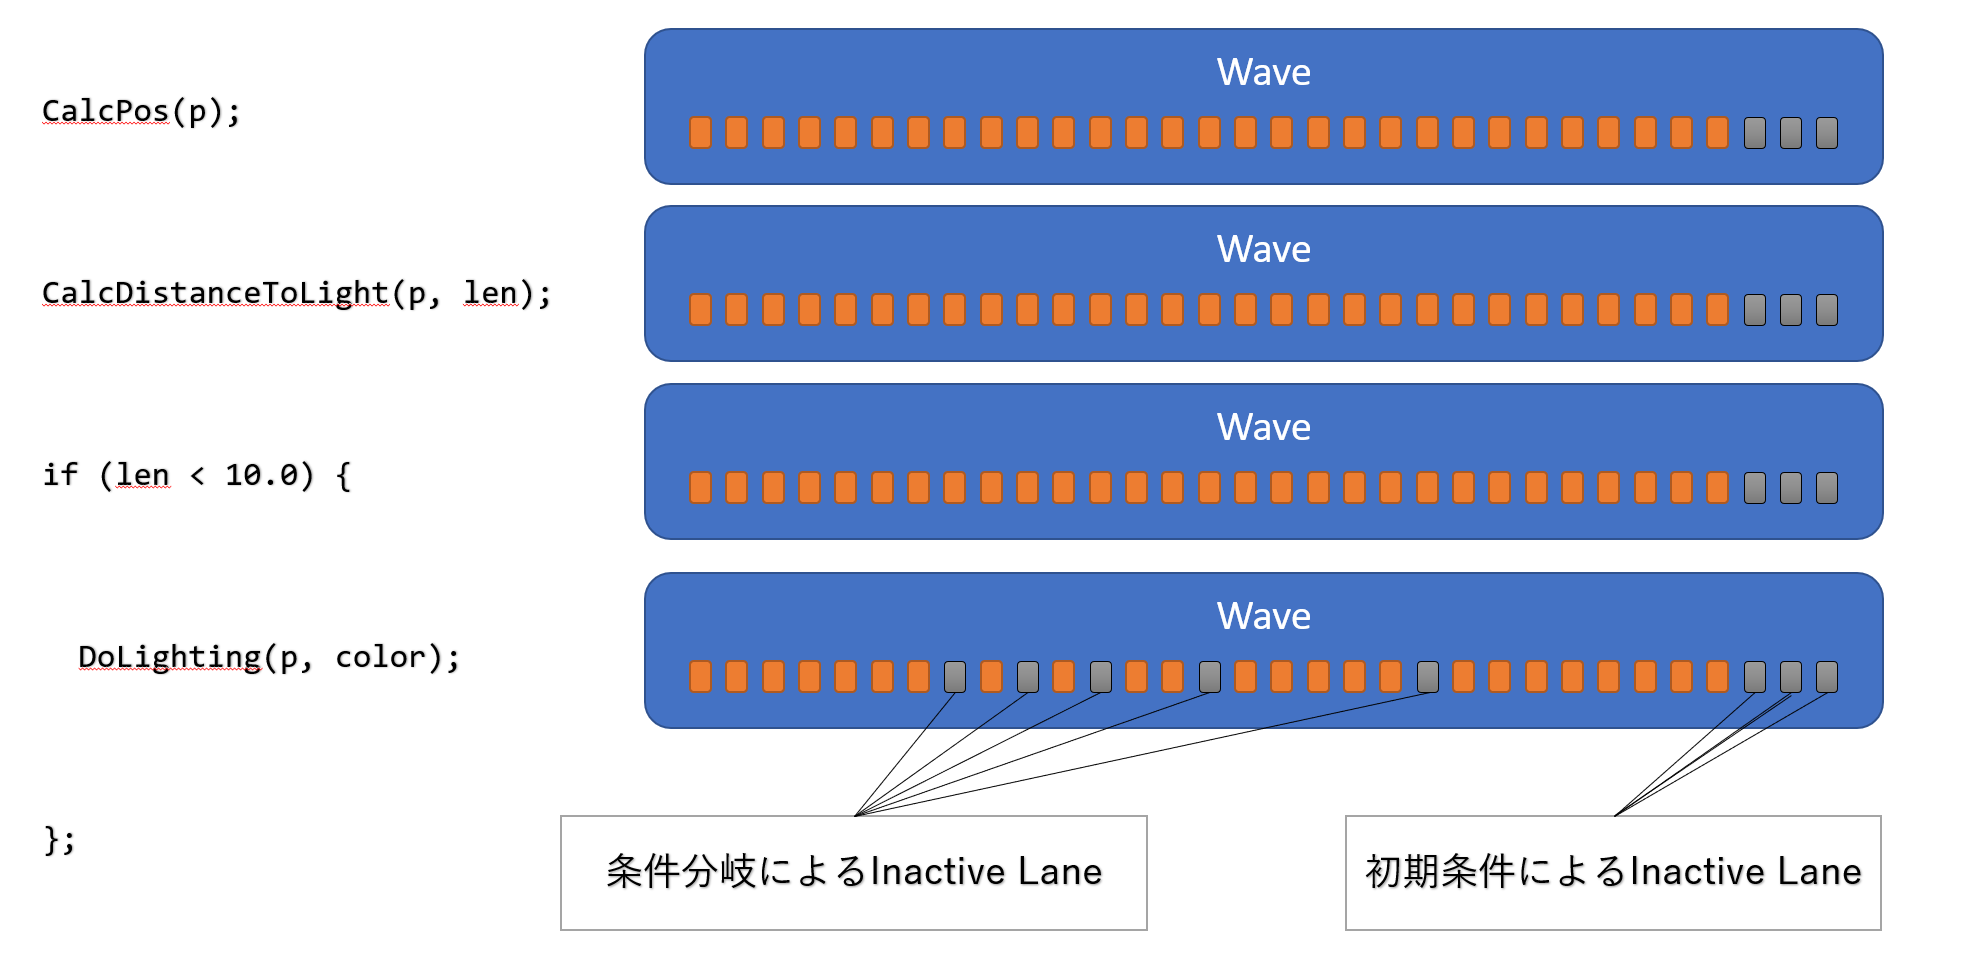 CalcPos(p);
Wave
CalcDistanceToLight(p, len);
Wave
if (len < 10.0) {
Wave
DoLighting(p, color);
Wave
};
条件分岐によるInactive Lane
初期条件によるInactive Lane